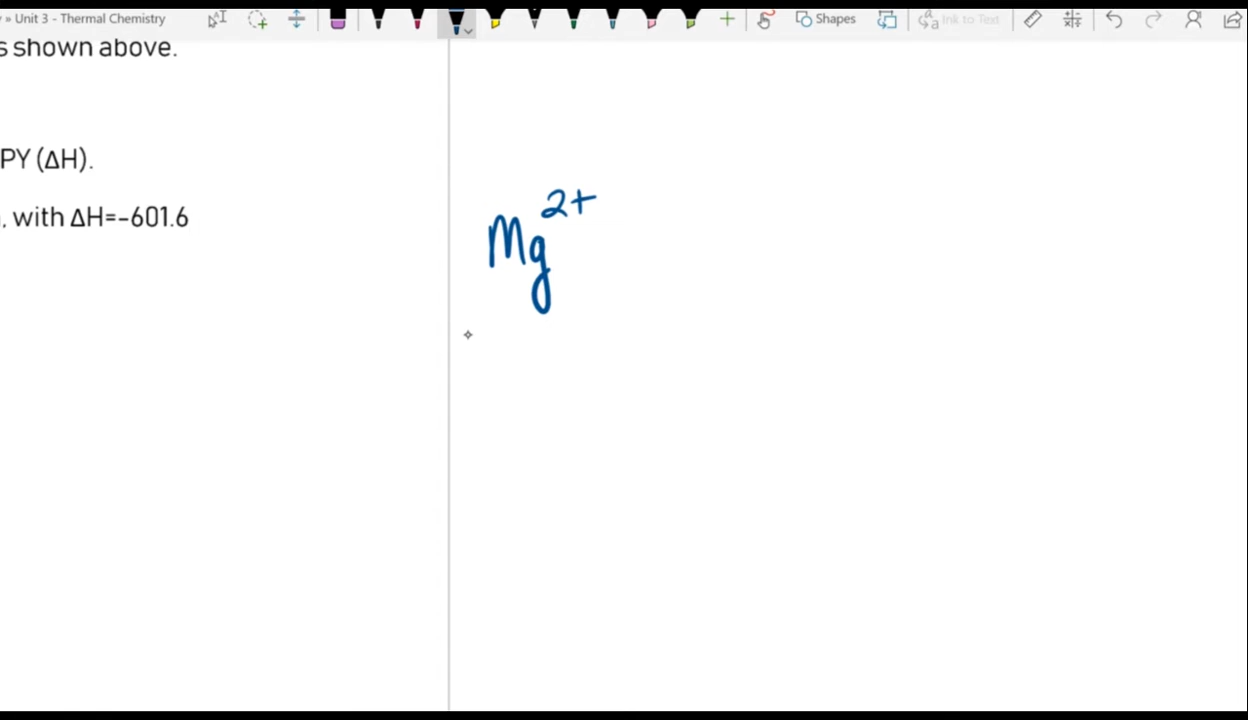 » Unit 3 - Thermal Chemistry Shapes Ink to Text
s shown above.
PY (ΔH).
, with ΔH=-601.6
Mg²⁺